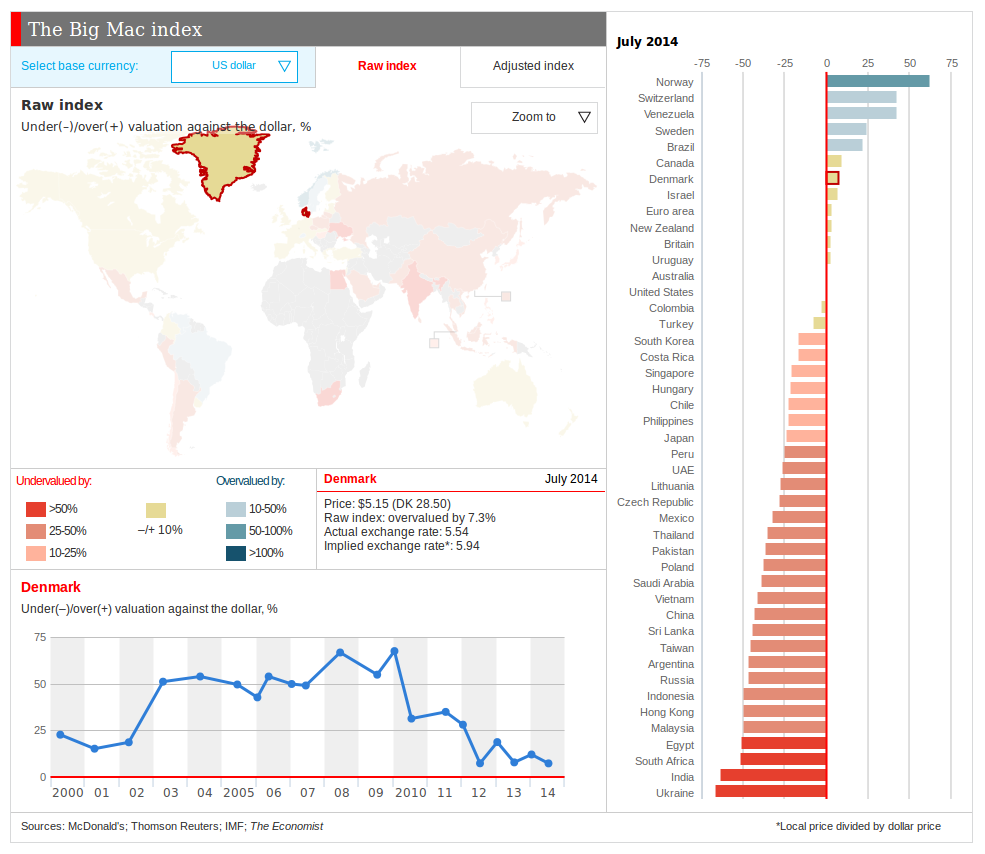 The Big Mac index
Select base currency:
US dollar
Raw index
Adjusted index
Raw index
Under(–)/over(+) valuation against the dollar, %
Zoom to
Undervalued by:
>50%
25-50%
10-25%
–/+ 10%
Overvalued by:
10-50%
50-100%
>100%
Denmark
July 2014
Price: $5.15 (DK 28.50)
Raw index: overvalued by 7.3%
Actual exchange rate: 5.54
Implied exchange rate*: 5.94
Denmark
Under(–)/over(+) valuation against the dollar, %
75
50
25
0
2000 01 02 03 04 2005 06 07 08 09 2010 11 12 13 14
July 2014
-75 -50 -25 0 25 50 75
Norway
Switzerland
Venezuela
Sweden
Brazil
Canada
Denmark
Israel
Euro area
New Zealand
Britain
Uruguay
Australia
United States
Colombia
Turkey
South Korea
Costa Rica
Singapore
Hungary
Chile
Philippines
Japan
Peru
UAE
Lithuania
Czech Republic
Mexico
Thailand
Pakistan
Poland
Saudi Arabia
Vietnam
China
Sri Lanka
Taiwan
Argentina
Russia
Indonesia
Hong Kong
Malaysia
Egypt
South Africa
India
Ukraine
Sources: McDonald's; Thomson Reuters; IMF; The Economist
*Local price divided by dollar price